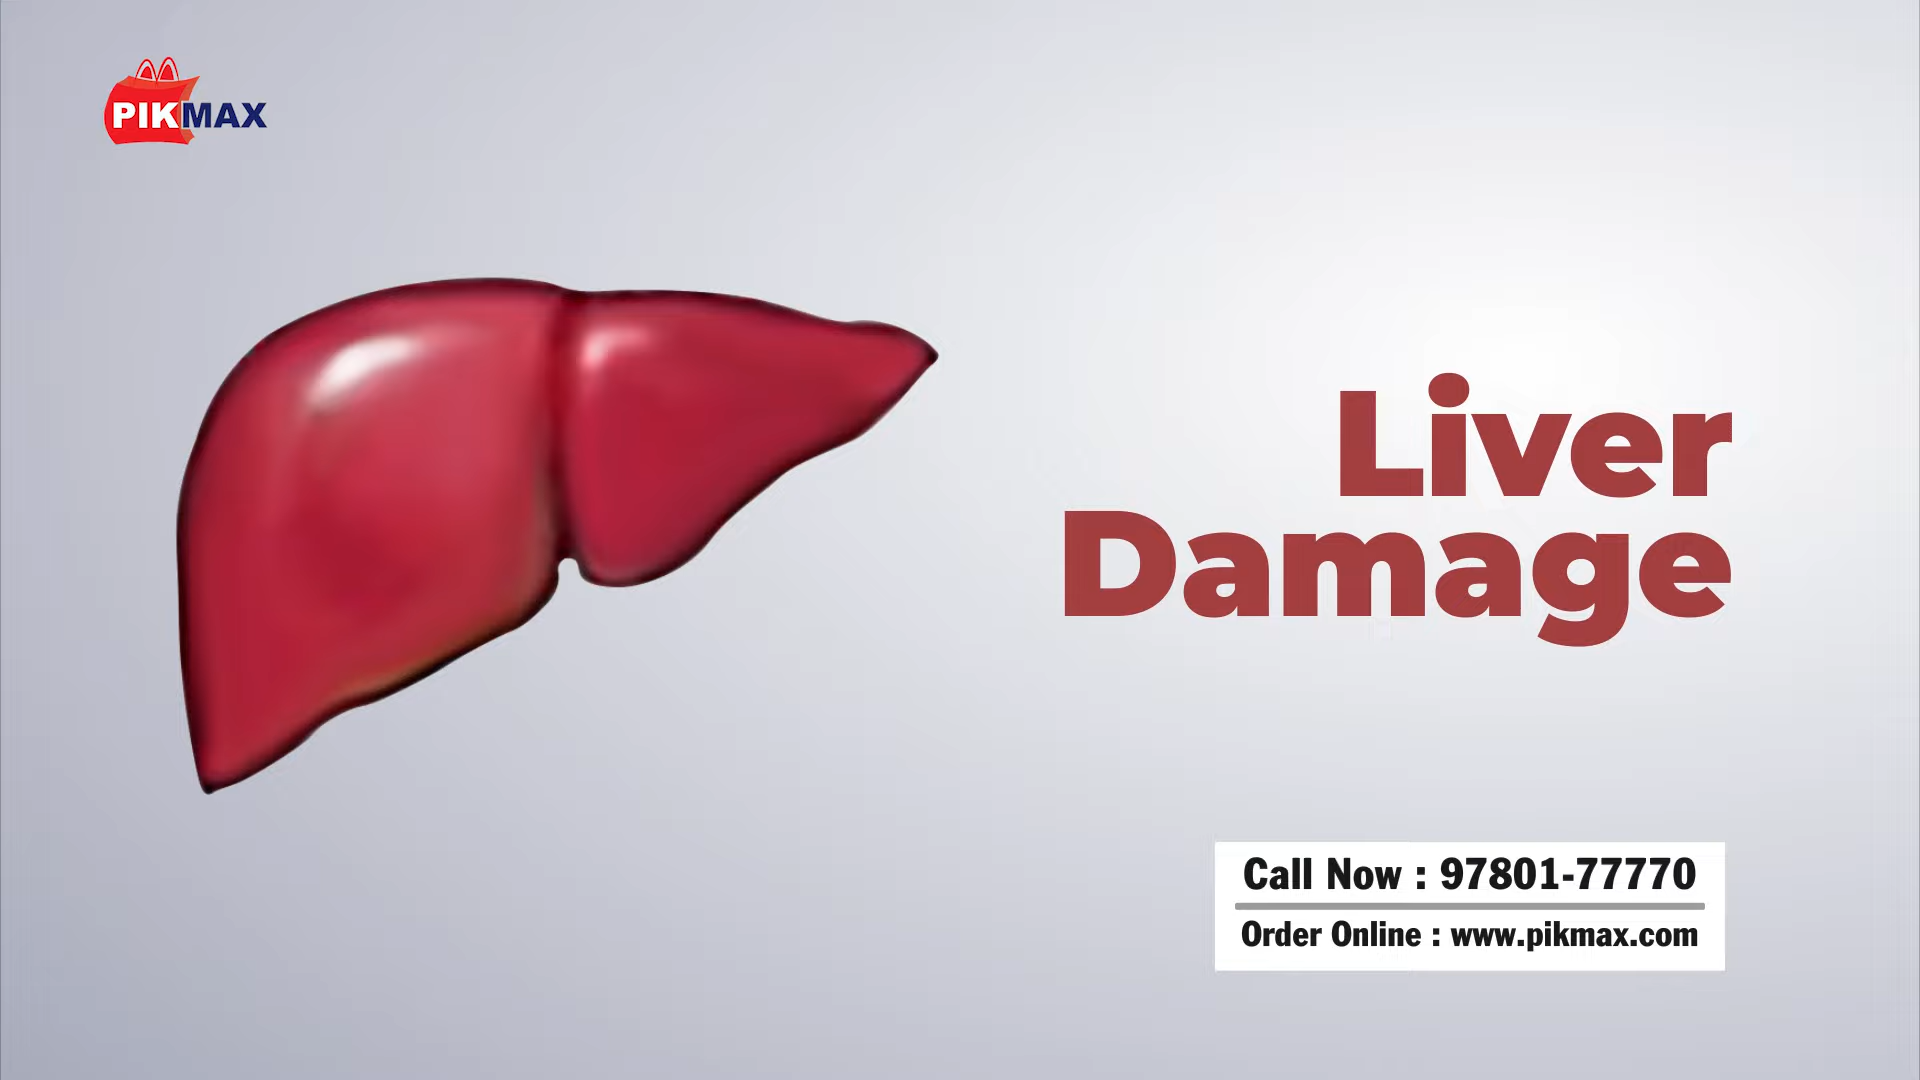 PIKMAX
Liver
Damage
Call Now : 97801-77770
Order Online : www.pikmax.com